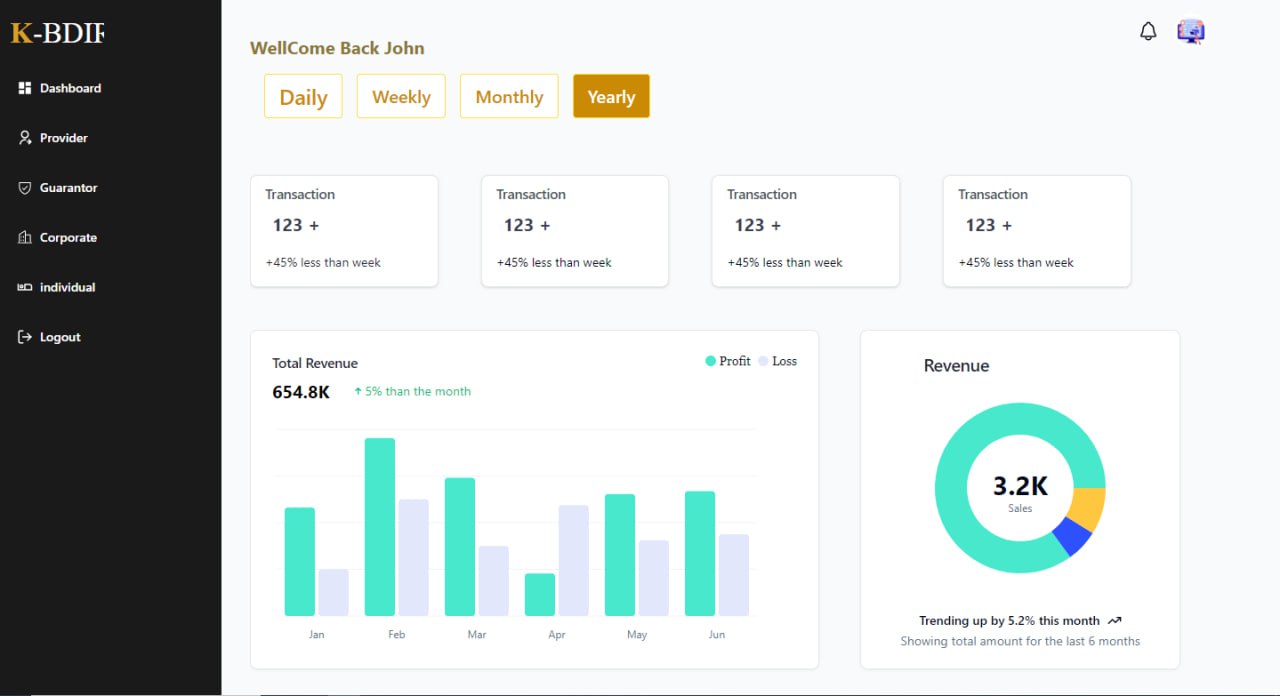 K-BDIR
Dashboard
Provider
Guarantor
Corporate
individual
Logout
WellCome Back John
Daily
Weekly
Monthly
Yearly
Transaction
123 +
+45% less than week
Transaction
123 +
+45% less than week
Transaction
123 +
+45% less than week
Transaction
123 +
+45% less than week
Total Revenue
654.8K
↑ 5% than the month
Profit
Loss
Jan
Feb
Mar
Apr
May
Jun
Revenue
3.2K
Sales
Trending up by 5.2% this month
Showing total amount for the last 6 months